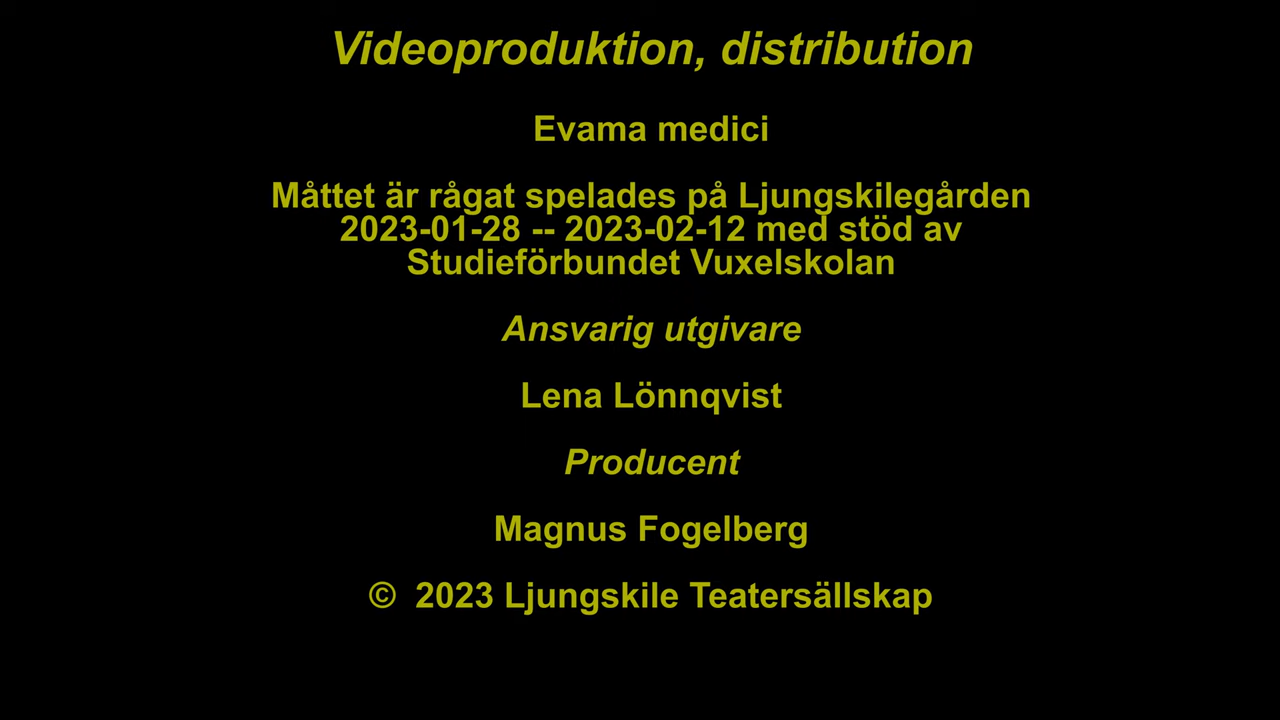 Videoproduktion, distribution
Evama medici
Måttet är rågat spelades på Ljungskilegården
2023-01-28 -- 2023-02-12 med stöd av
Studieförbundet Vuxelskolan
Ansvarig utgivare
Lena Lönnqvist
Producent
Magnus Fogelberg
© 2023 Ljungskile Teatersällskap